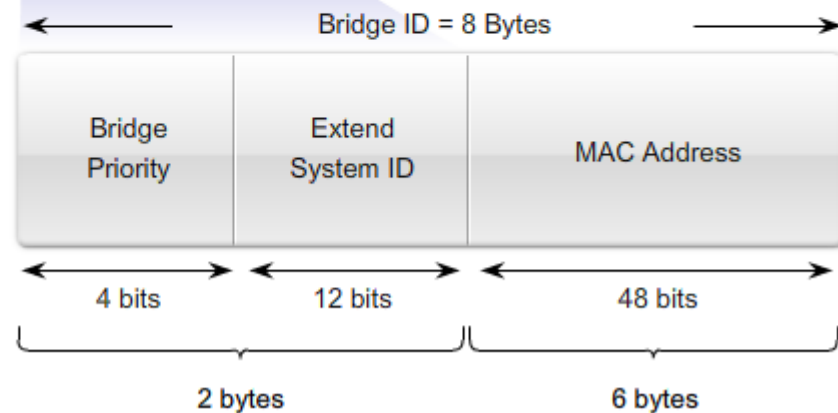 Bridge ID = 8 Bytes
Bridge
Priority
Extend
System ID
MAC Address
4 bits
12 bits
48 bits
2 bytes
6 bytes